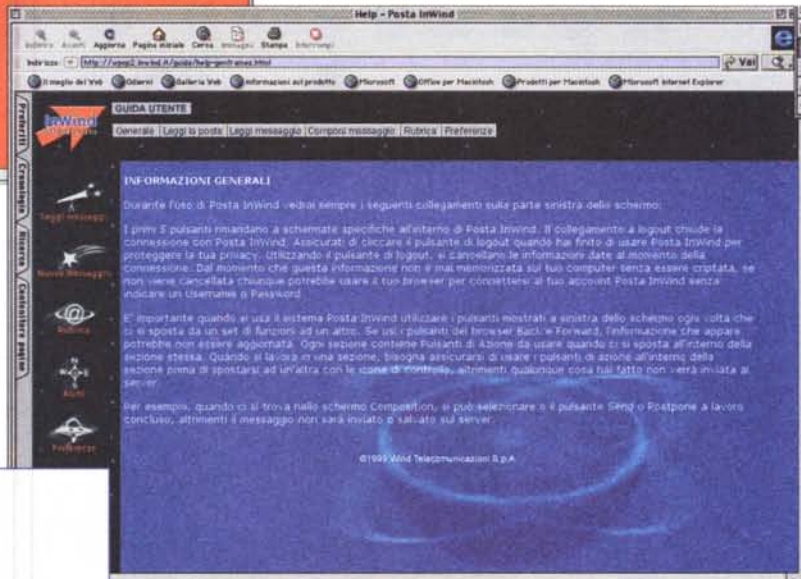 Help - Posta InWind
Indirizzo Avanti Aggiorna Pagina iniziale Cerca Immagini Stampa Interrompi
Indirizzo: http://wpop2.inwind.it/guide/help-genframes.html Vai
Il meglio del Web Odierni Galleria Web Informazioni sul prodotto Microsoft Office per Macintosh Prodotti per Macintosh Microsoft Internet Explorer
Preferiti
Cronologia
Ricerca
Contenitore pagine
InWind
GUIDA UTENTE
Generale Leggi la posta Leggi messaggio Componi messaggio Rubrica Preferenze
Leggi messaggi
Nuovo Messaggio
Rubrica
Aiuti
Preferenze
INFORMAZIONI GENERALI
Durante l'uso di Posta InWind vedrai sempre i seguenti collegamenti sulla parte sinistra dello schermo:
I primi 5 pulsanti rimandano a schermate specifiche all'interno di Posta InWind. Il collegamento a logout chiude la
connessione con Posta InWind. Assicurati di cliccare il pulsante di logout quando hai finito di usare Posta InWind per
proteggere la tua privacy. Utilizzando il pulsante di logout, si cancellano le informazioni date al momento della
connessione. Dal momento che questa informazione non è mai memorizzata sul tuo computer senza essere criptata, se
non viene cancellata chiunque potrebbe usare il tuo browser per connettersi al tuo account Posta InWind senza
indicare un Username o Password.
E' importante quando si usa il sistema Posta InWind utilizzare i pulsanti mostrati a sinistra dello schermo ogni volta che
ci si sposta da un set di funzioni ad un altro. Se usi i pulsanti del browser Back e Forward, l'informazione che appare
potrebbe non essere aggiornata. Ogni sezione contiene Pulsanti di Azione da usare quando ci si sposta all'interno della
sezione stessa. Quando si lavora in una sezione, bisogna assicurarsi di usare i pulsanti di azione all'interno della
sezione prima di spostarsi ad un'altra con le icone di controllo, altrimenti qualunque cosa hai fatto non verrà inviata al
server.
Per esempio, quando ci si trova nello schermo Composition, si può selezionare o il pulsante Send o Postpone a lavoro
concluso, altrimenti il messaggio non sarà inviato o salvato sul server.
©1999 Wind Telecomunicazioni S.p.A.